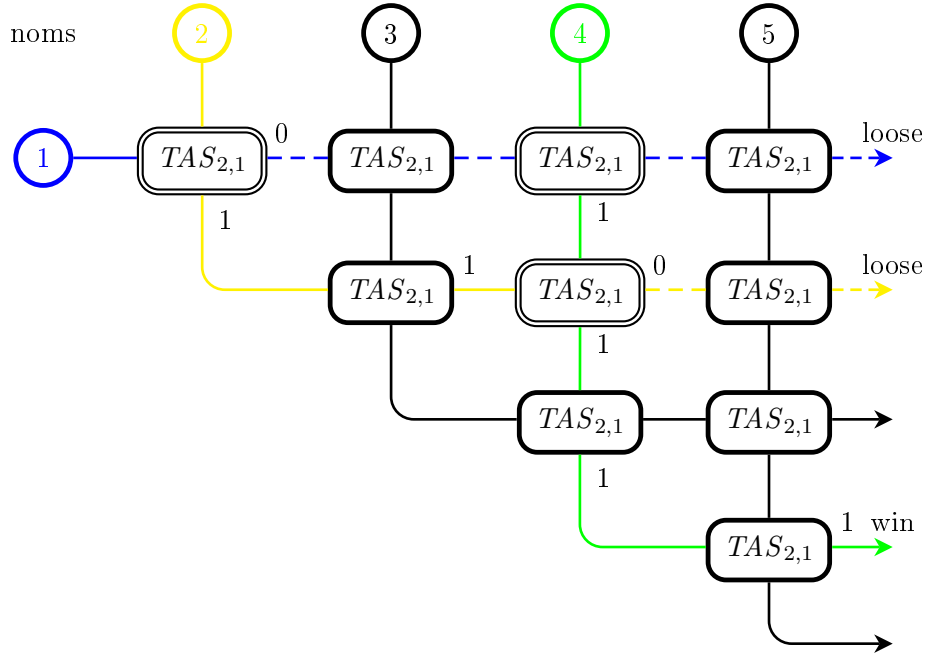 noms 2 3 4 5
1 TAS2,1 0 TAS2,1 TAS2,1 TAS2,1 loose
1 1
TAS2,1 1 TAS2,1 0 TAS2,1 loose
1
TAS2,1 TAS2,1
1
TAS2,1 1 win